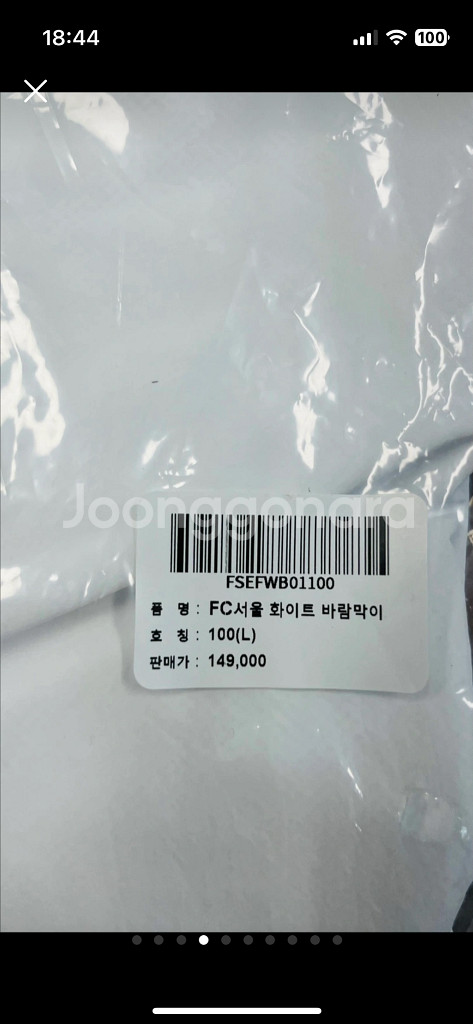 18:44
100
Joonggonara
FSEFWB01100
품 명 : FC서울 화이트 바람막이
호 칭 : 100(L)
판매가 : 149,000